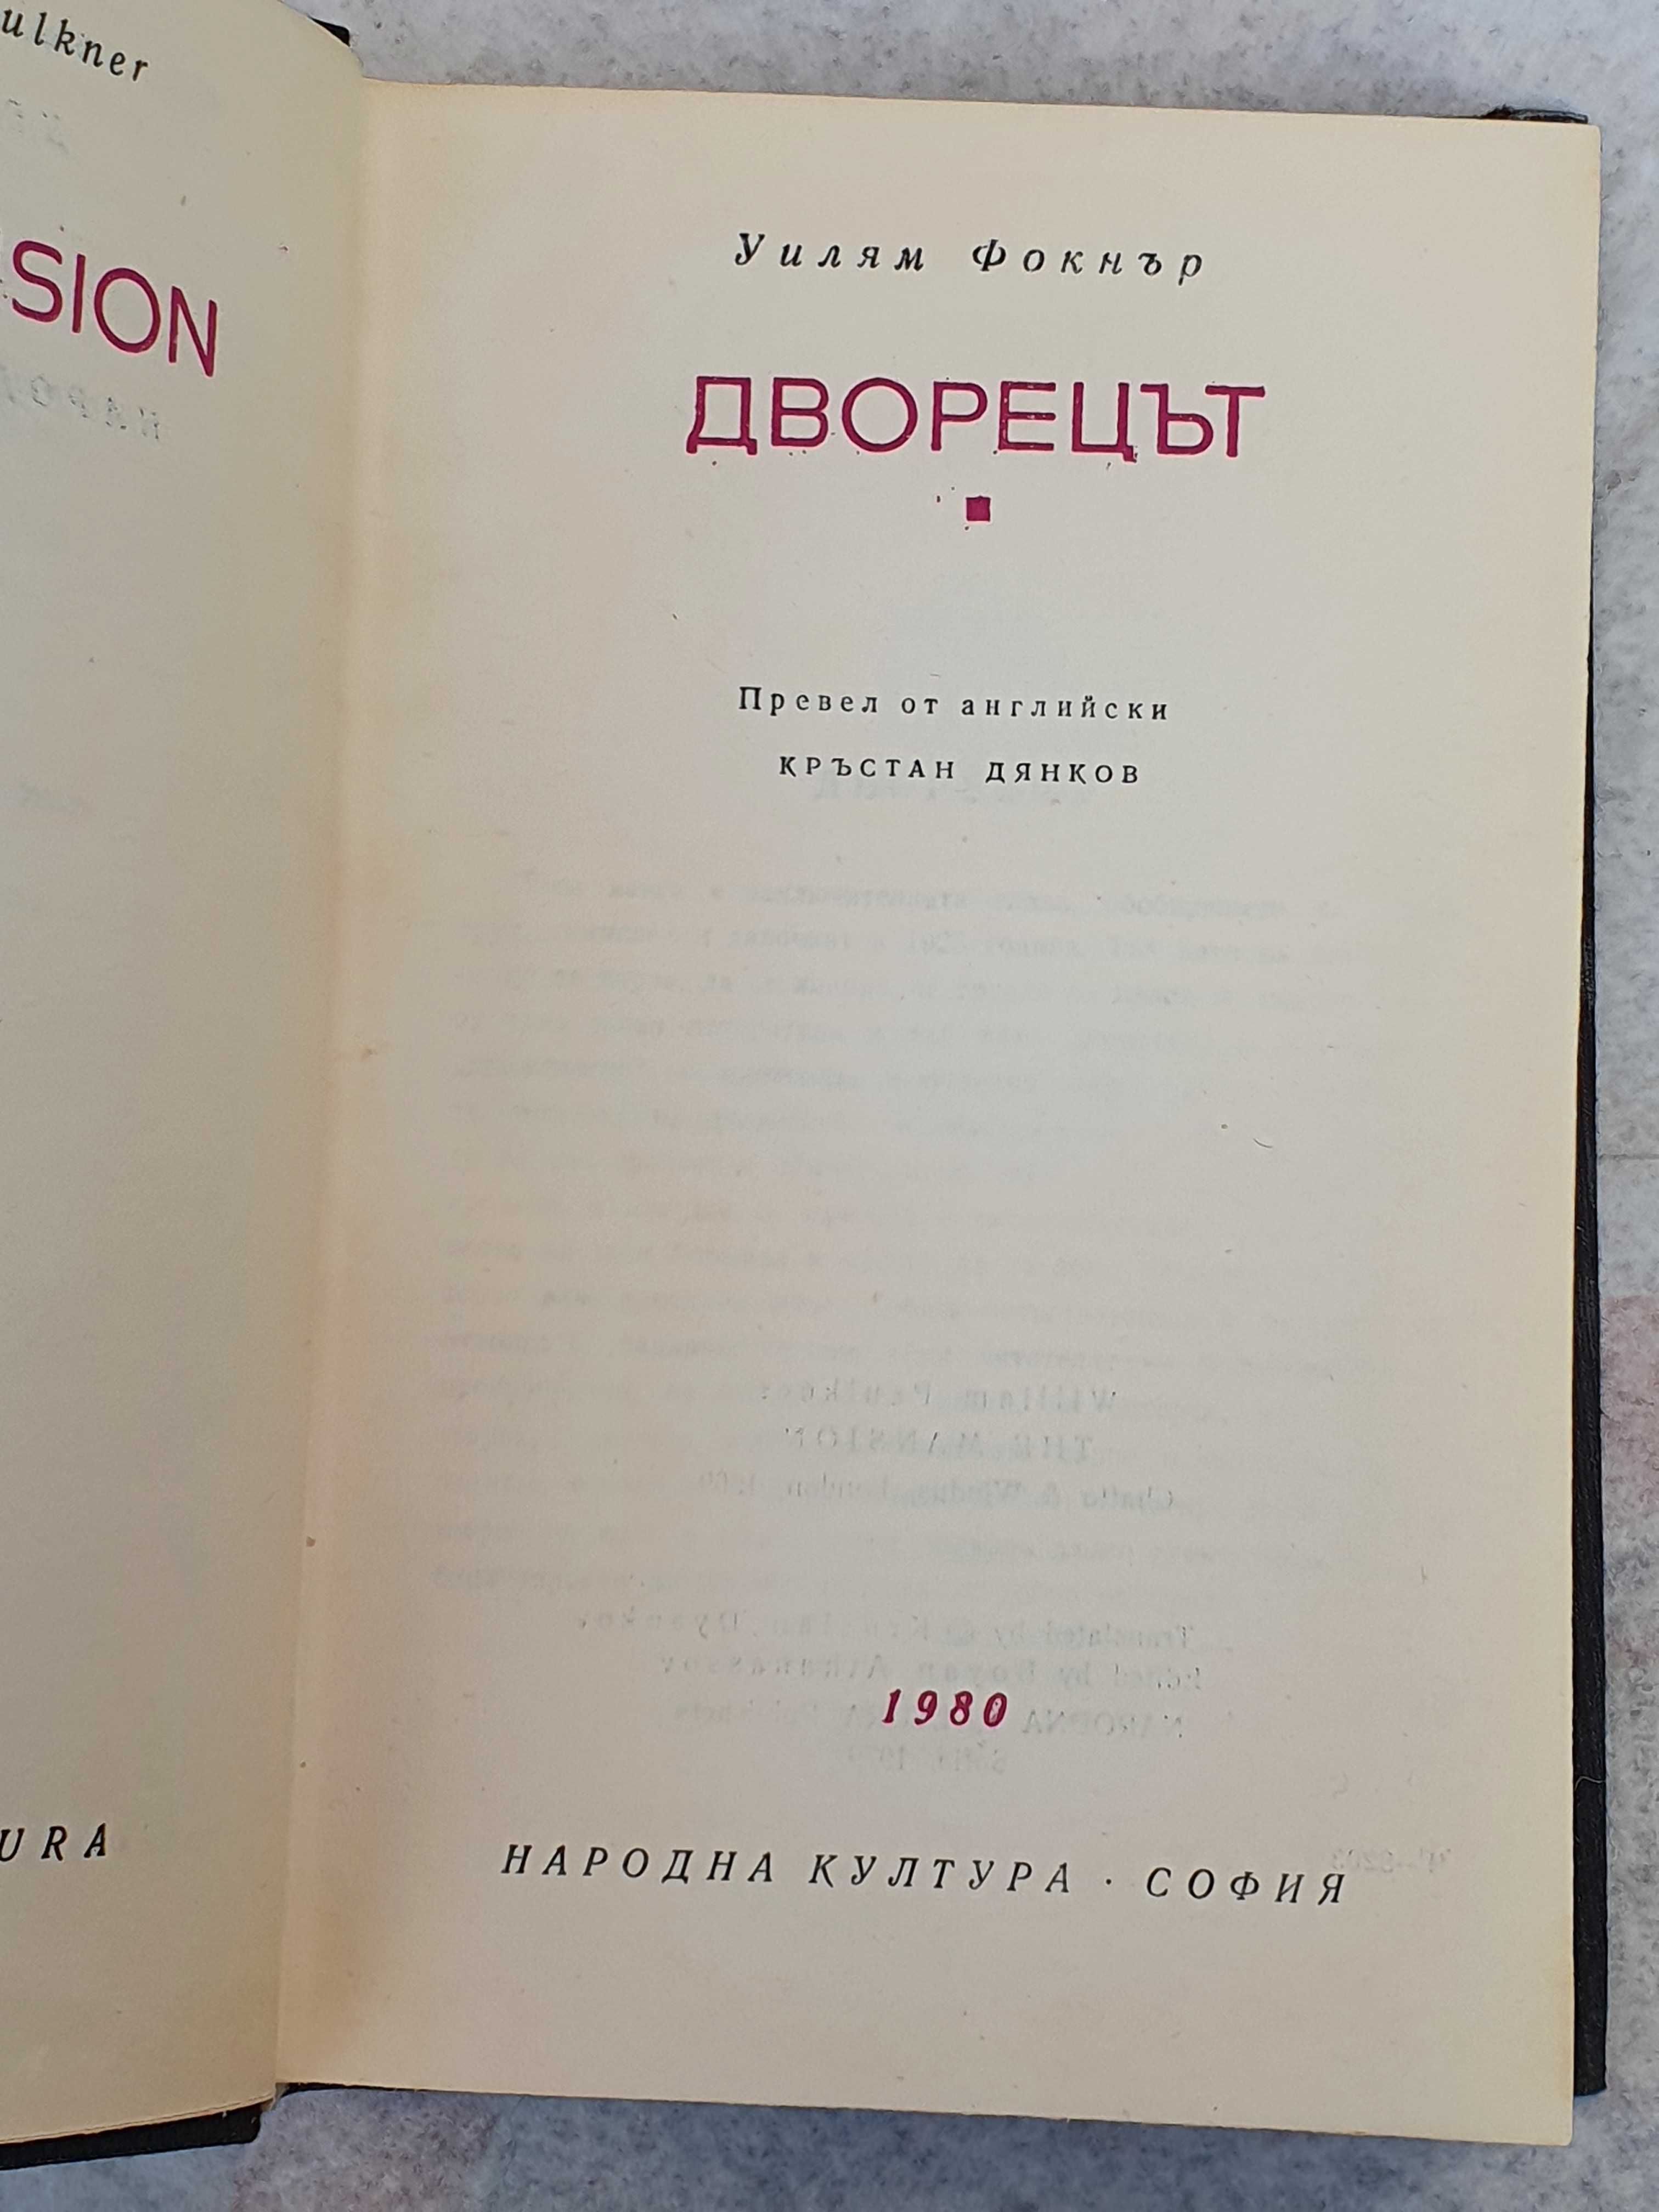 ulkner
SION
URA
Уилям Фокнър
ДВОРЕЦЪТ
Превел от английски
КРЪСТАН ДЯНКОВ
1980
НАРОДНА КУЛТУРА · СОФИЯ